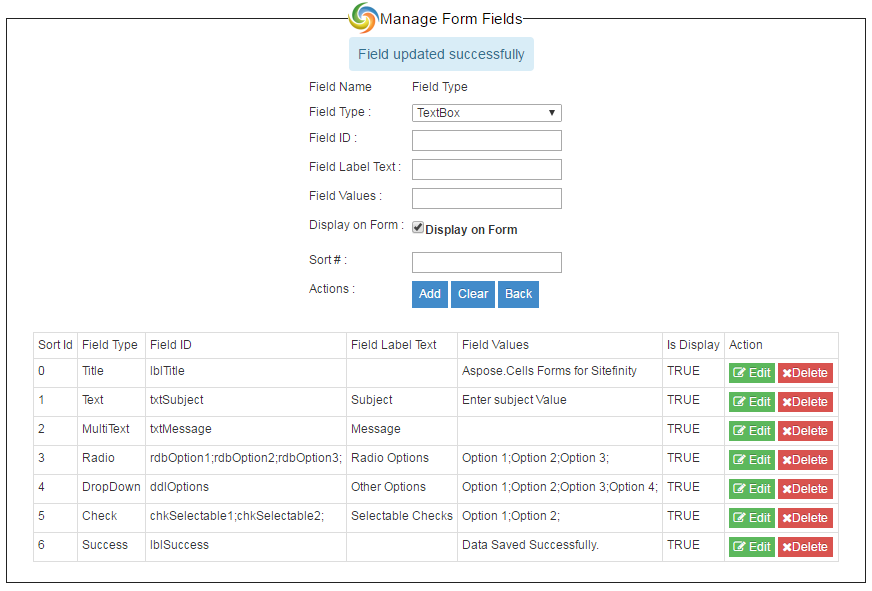 Manage Form Fields
Field updated successfully
Field Name Field Type
Field Type : TextBox
Field ID :
Field Label Text :
Field Values :
Display on Form : Display on Form
Sort # :
Actions : Add Clear Back
Sort Id Field Type Field ID Field Label Text Field Values Is Display Action
0 Title lblTitle Aspose.Cells Forms for Sitefinity TRUE Edit Delete
1 Text txtSubject Subject Enter subject Value TRUE Edit Delete
2 MultiText txtMessage Message TRUE Edit Delete
3 Radio rdbOption1;rdbOption2;rdbOption3; Radio Options Option 1;Option 2;Option 3; TRUE Edit Delete
4 DropDown ddlOptions Other Options Option 1;Option 2;Option 3;Option 4; TRUE Edit Delete
5 Check chkSelectable1;chkSelectable2; Selectable Checks Option 1;Option 2; TRUE Edit Delete
6 Success lblSuccess Data Saved Successfully. TRUE Edit Delete